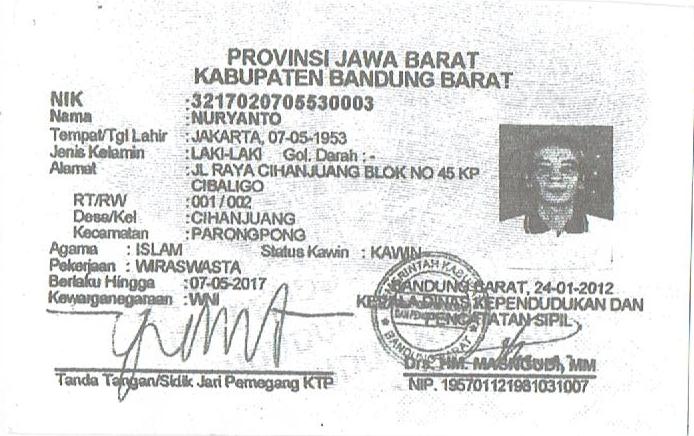 PROVINSI JAWA BARAT
KABUPATEN BANDUNG BARAT
NIK :3217020705530003
Nama :NURYANTO
Tempat/Tgl Lahir :JAKARTA, 07-05-1953
Jenis Kelamin :LAKI-LAKI Gol. Darah : -
Alamat :JL RAYA CIHANJUANG BLOK NO 45 KP
CIBALIGO
RT/RW :001 / 002
Desa/Kel :CIHANJUANG
Kecamatan :PARONGPONG
Agama : ISLAM Status Kawin : KAWIN
Pekerjaan : WIRASWASTA
Berlaku Hingga :07-05-2017
Kewarganegaraan :WNI
BANDUNG BARAT, 24-01-2012
KEPALA DINAS KEPENDUDUKAN DAN
PENCATATAN SIPIL
PEMERINTAH
BANDUNG BARAT
Drs. HM. MASNGUDI, MM
NIP. 195701121981031007
Tanda Tangan/Sidik Jari Pemegang KTP